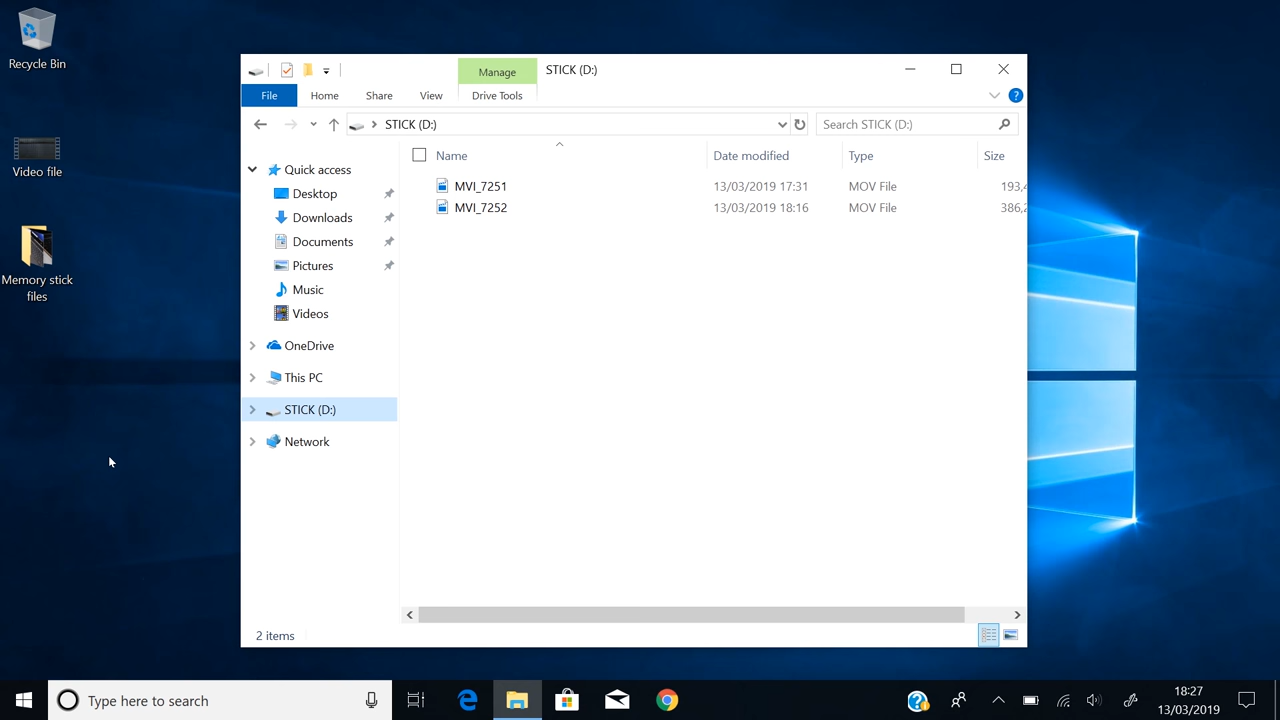 Recycle Bin
Video file
Memory stick
files
Manage
STICK (D:)
File
Home
Share
View
Drive Tools
STICK (D:)
Search STICK (D:)
Name
Date modified
Type
Size
Quick access
Desktop
Downloads
Documents
Pictures
Music
Videos
OneDrive
This PC
STICK (D:)
Network
MVI_7251
13/03/2019 17:31
MOV File
193,4
MVI_7252
13/03/2019 18:16
MOV File
386,2
2 items
Type here to search
18:27
13/03/2019